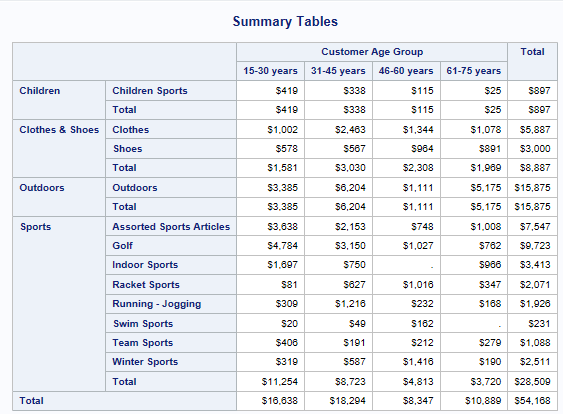 Summary Tables
Customer Age Group Total
15-30 years 31-45 years 46-60 years 61-75 years
Children Children Sports $419 $338 $115 $25 $897
Total $419 $338 $115 $25 $897
Clothes & Shoes Clothes $1,002 $2,463 $1,344 $1,078 $5,887
Shoes $578 $567 $964 $891 $3,000
Total $1,581 $3,030 $2,308 $1,969 $8,887
Outdoors Outdoors $3,385 $6,204 $1,111 $5,175 $15,875
Total $3,385 $6,204 $1,111 $5,175 $15,875
Sports Assorted Sports Articles $3,638 $2,153 $748 $1,008 $7,547
Golf $4,784 $3,150 $1,027 $762 $9,723
Indoor Sports $1,697 $750 . $966 $3,413
Racket Sports $81 $627 $1,016 $347 $2,071
Running - Jogging $309 $1,216 $232 $168 $1,926
Swim Sports $20 $49 $162 . $231
Team Sports $406 $191 $212 $279 $1,088
Winter Sports $319 $587 $1,416 $190 $2,511
Total $11,254 $8,723 $4,813 $3,720 $28,509
Total $16,638 $18,294 $8,347 $10,889 $54,168